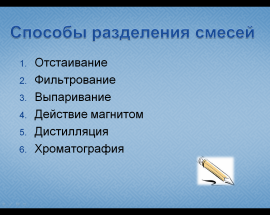 Способы разделения смесей
1. Отстаивание
2. Фильтрование
3. Выпаривание
4. Действие магнитом
5. Дистилляция
6. Хроматография